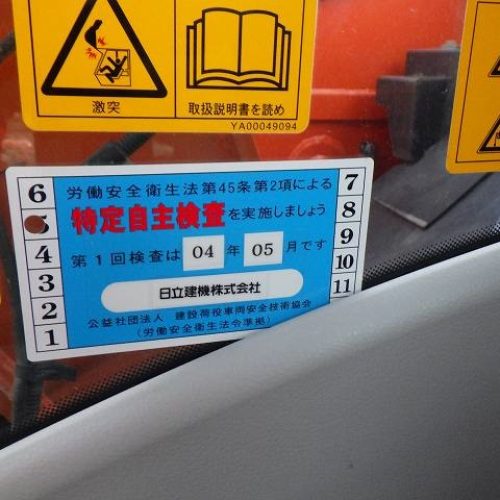 激突
取扱説明書を読め
YA00049094
労働安全衛生法第45条第2項による
特定自主検査を実施しましょう
第1回検査は 04 年 05 月です
日立建機株式会社
公益社団法人 建設荷役車両安全技術協会
(労働安全衛生法令準拠)
6
4
3
2
1
7
8
9
10
11